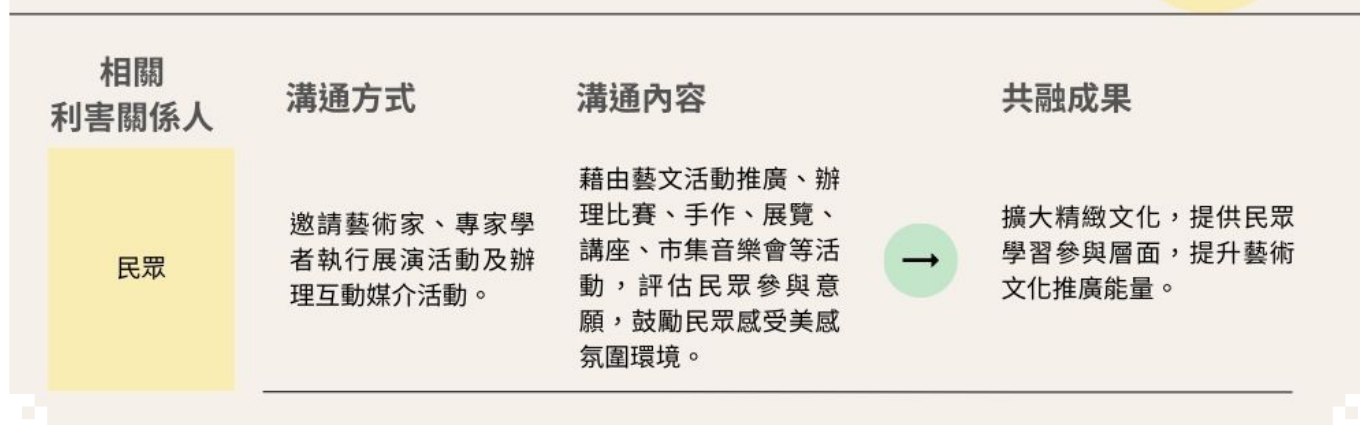 相關
利害關係人
溝通方式
溝通內容
共融成果
民眾
邀請藝術家、專家學
者執行展演活動及辦
理互動媒介活動。
藉由藝文活動推廣、辦
理比賽、手作、展覽、
講座、市集音樂會等活
動，評估民眾參與意
願，鼓勵民眾感受美感
氛圍環境。
→
擴大精緻文化，提供民眾
學習參與層面，提升藝術
文化推廣能量。